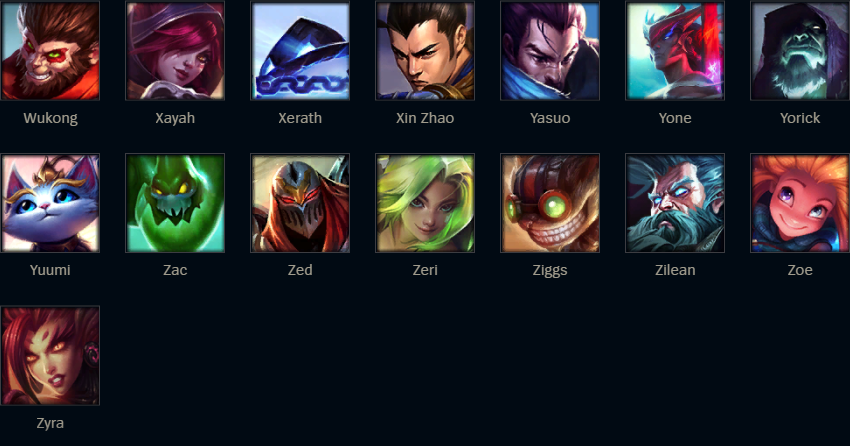 Wukong
Xayah
Xerath
Xin Zhao
Yasuo
Yone
Yorick
Yuumi
Zac
Zed
Zeri
Ziggs
Zilean
Zoe
Zyra